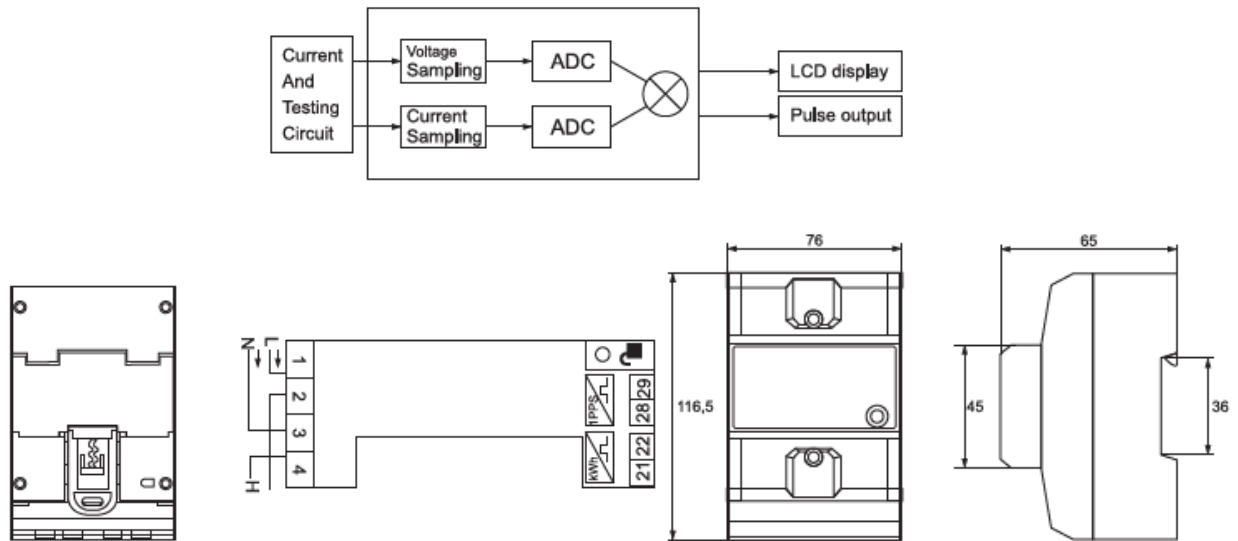 Current
And
Testing
Circuit
Voltage
Sampling
ADC
Current
Sampling
ADC
LCD display
Pulse output
N
L
1
2
3
4
H
1PPS
28 29
kWh
21 22
76
116,5
65
45
36